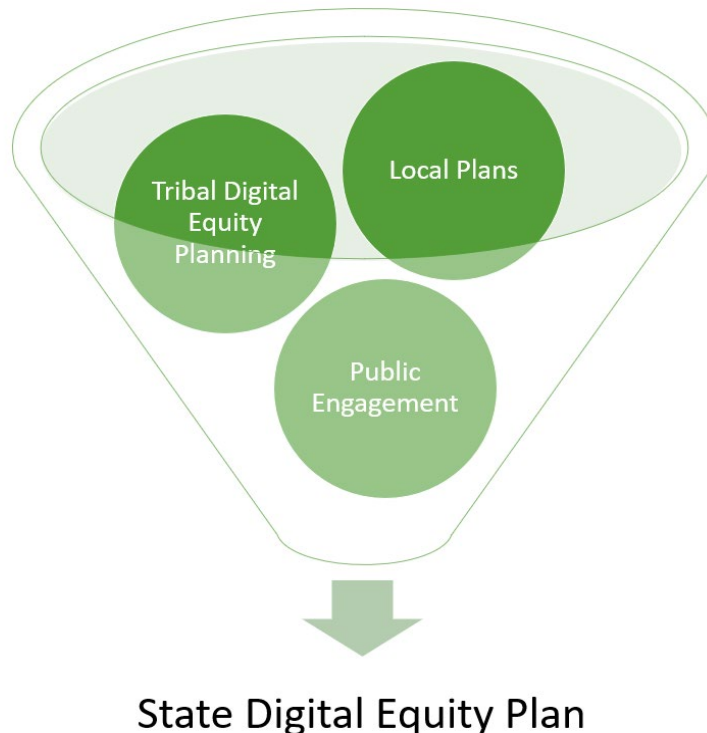 Tribal Digital
Equity
Planning
Local Plans
Public
Engagement
State Digital Equity Plan